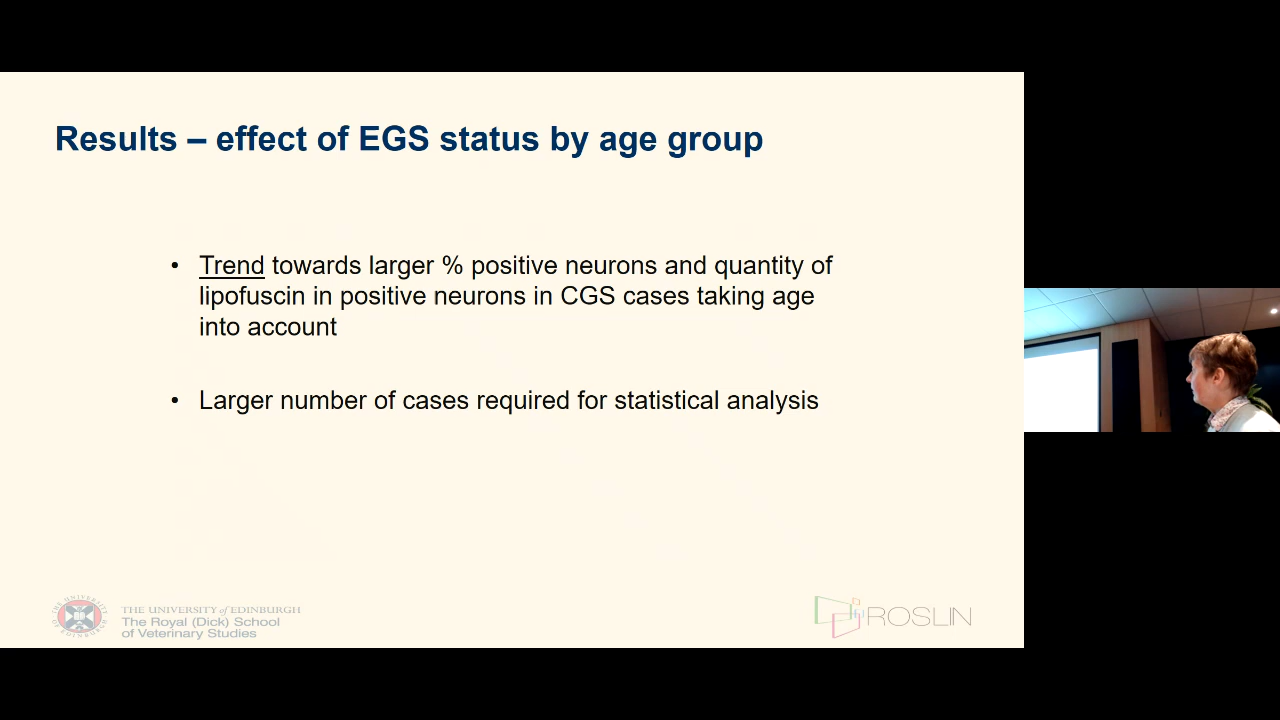 Results – effect of EGS status by age group
• Trend towards larger % positive neurons and quantity of
lipofuscin in positive neurons in CGS cases taking age
into account
• Larger number of cases required for statistical analysis
THE UNIVERSITY of EDINBURGH
The Royal (Dick) School
of Veterinary Studies
ROSLIN